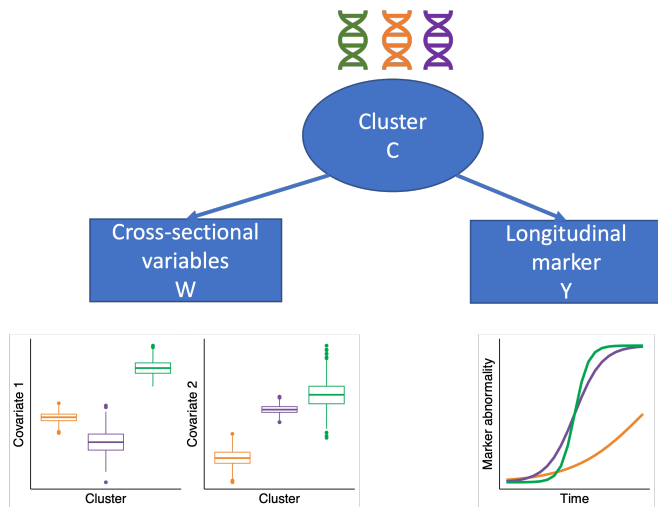 Cluster
C
Cross-sectional
variables
W
Longitudinal
marker
Y
Covariate 1
Cluster
Covariate 2
Cluster
Marker abnormality
Time